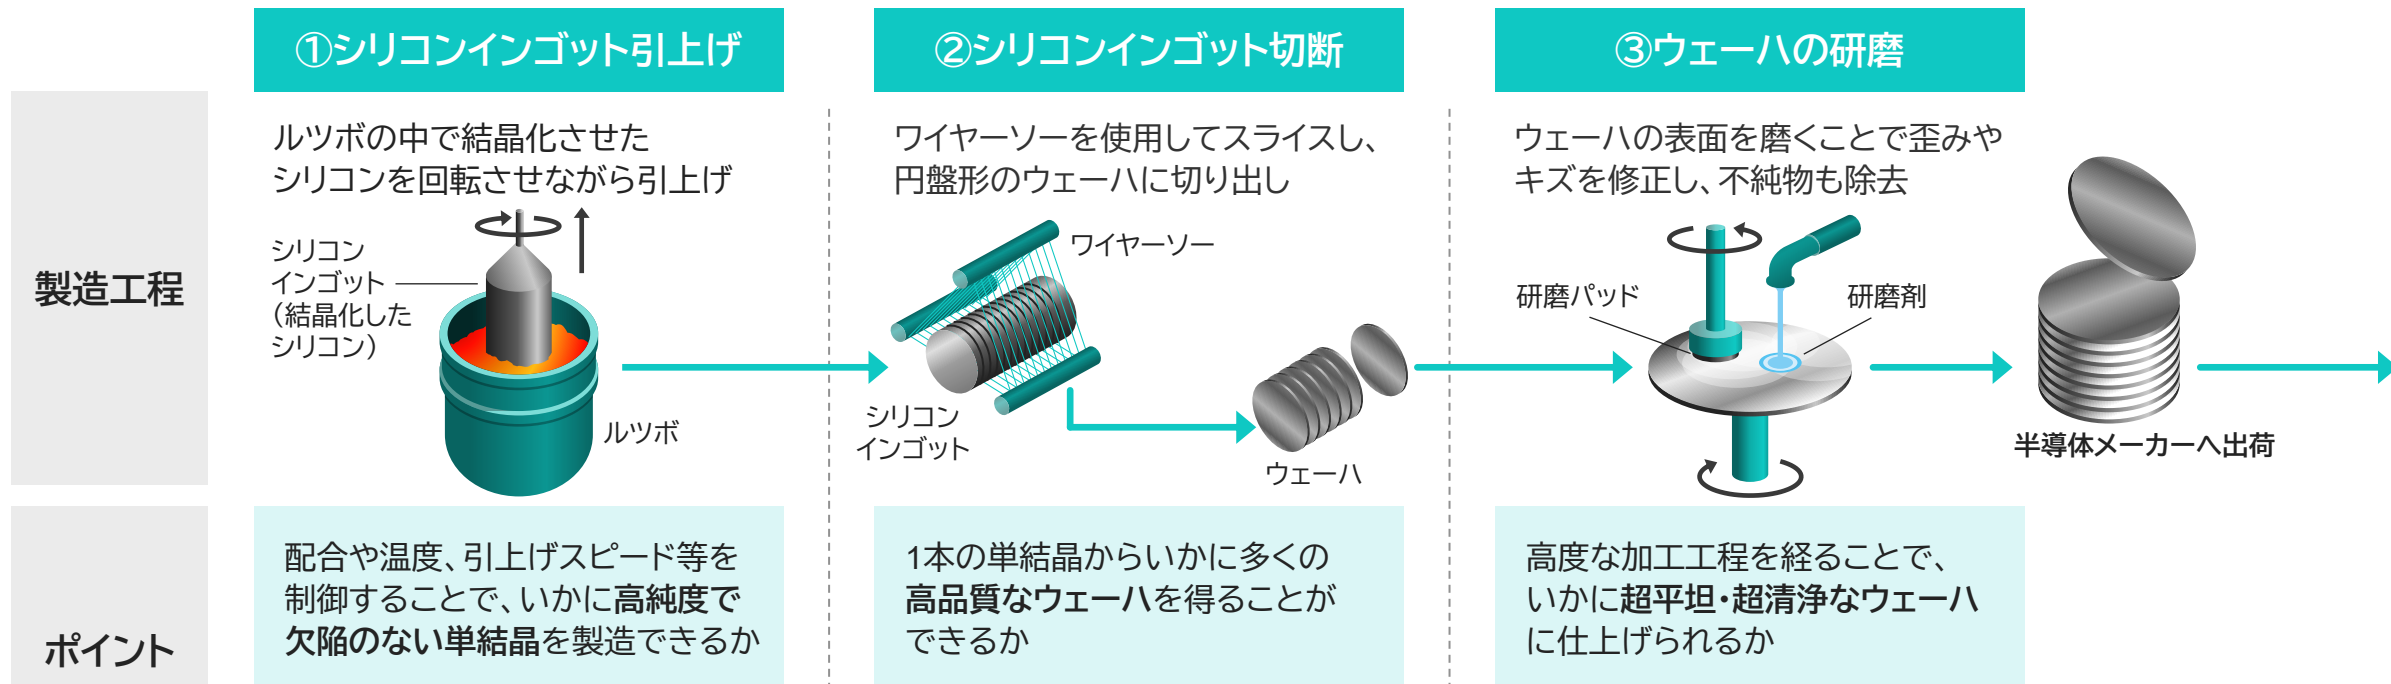 ①シリコンインゴット引上げ
②シリコンインゴット切断
③ウェーハの研磨
製造工程
ルツボの中で結晶化させた
シリコンを回転させながら引上げ
シリコン
インゴット
（結晶化した
シリコン）
ルツボ
ワイヤーソーを使用してスライスし、
円盤形のウェーハに切り出し
ワイヤーソー
シリコン
インゴット
ウェーハ
ウェーハの表面を磨くことで歪みや
キズを修正し、不純物も除去
研磨パッド
研磨剤
半導体メーカーへ出荷
ポイント
配合や温度、引上げスピード等を
制御することで、いかに高純度で
欠陥のない単結晶を製造できるか
1本の単結晶からいかに多くの
高品質なウェーハを得ることが
できるか
高度な加工工程を経ることで、
いかに超平坦・超清浄なウェーハ
に仕上げられるか